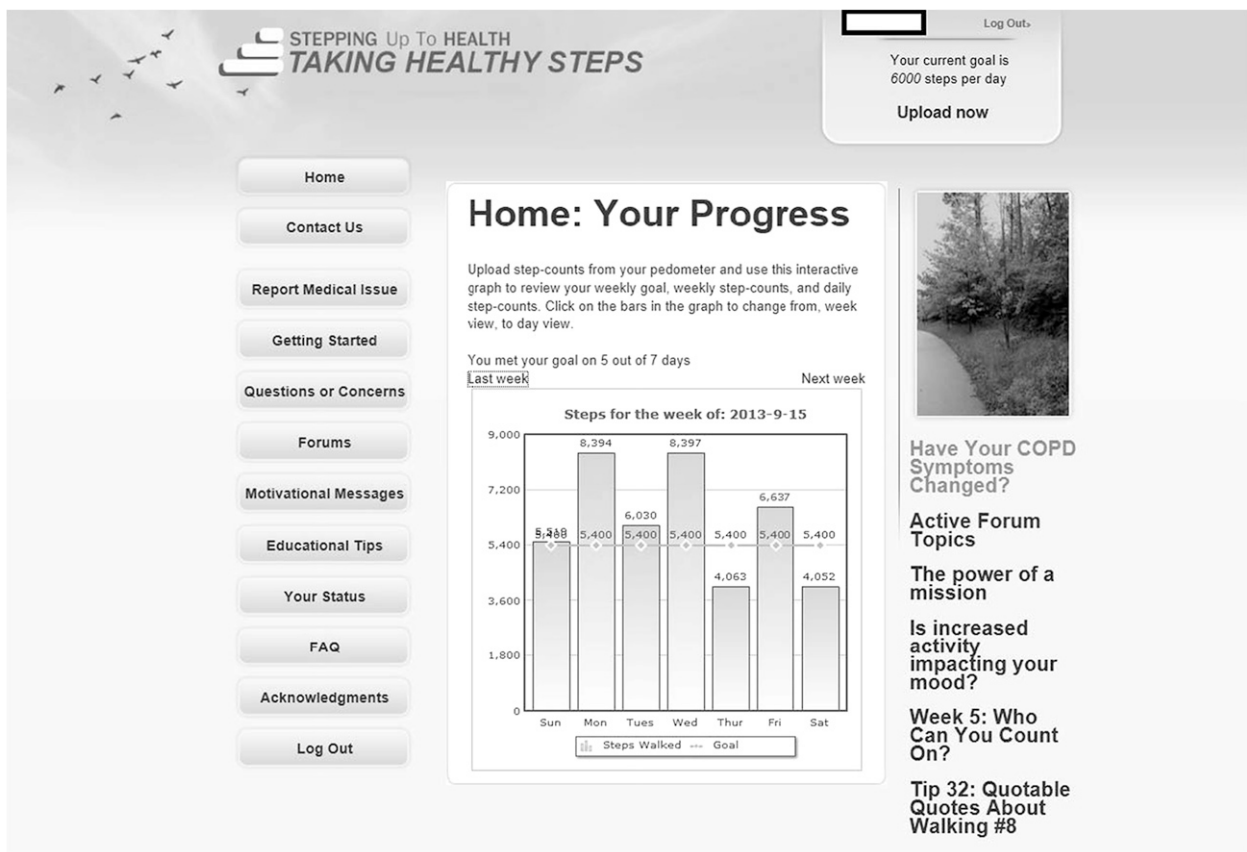 STEPPING Up To HEALTH
TAKING HEALTHY STEPS
Log Out›
Your current goal is
6000 steps per day
Upload now
Home
Contact Us
Report Medical Issue
Getting Started
Questions or Concerns
Forums
Motivational Messages
Educational Tips
Your Status
FAQ
Acknowledgments
Log Out
Home: Your Progress
Upload step-counts from your pedometer and use this interactive
graph to review your weekly goal, weekly step-counts, and daily
step-counts. Click on the bars in the graph to change from, week
view, to day view.
You met your goal on 5 out of 7 days
Last week Next week
Steps for the week of: 2013-9-15
9,000
8,394 8,397
7,200
6,637
6,030
5,400 5,400 5,400 5,400 5,400 5,400 5,400
4,063 4,052
3,600
1,800
0
Sun Mon Tues Wed Thur Fri Sat
Steps Walked Goal
Have Your COPD
Symptoms
Changed?
Active Forum
Topics
The power of a
mission
Is increased
activity
impacting your
mood?
Week 5: Who
Can You Count
On?
Tip 32: Quotable
Quotes About
Walking #8